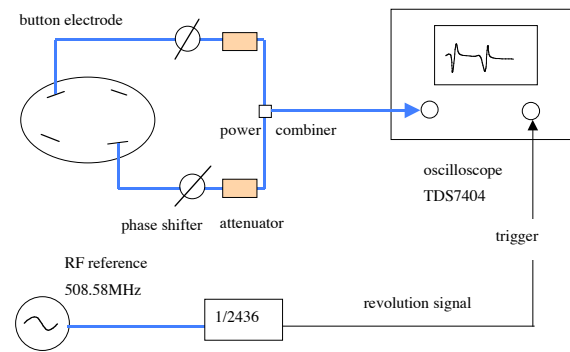 button electrode
power combiner
oscilloscope
TDS7404
phase shifter
attenuator
trigger
RF reference
508.58MHz
revolution signal
1/2436